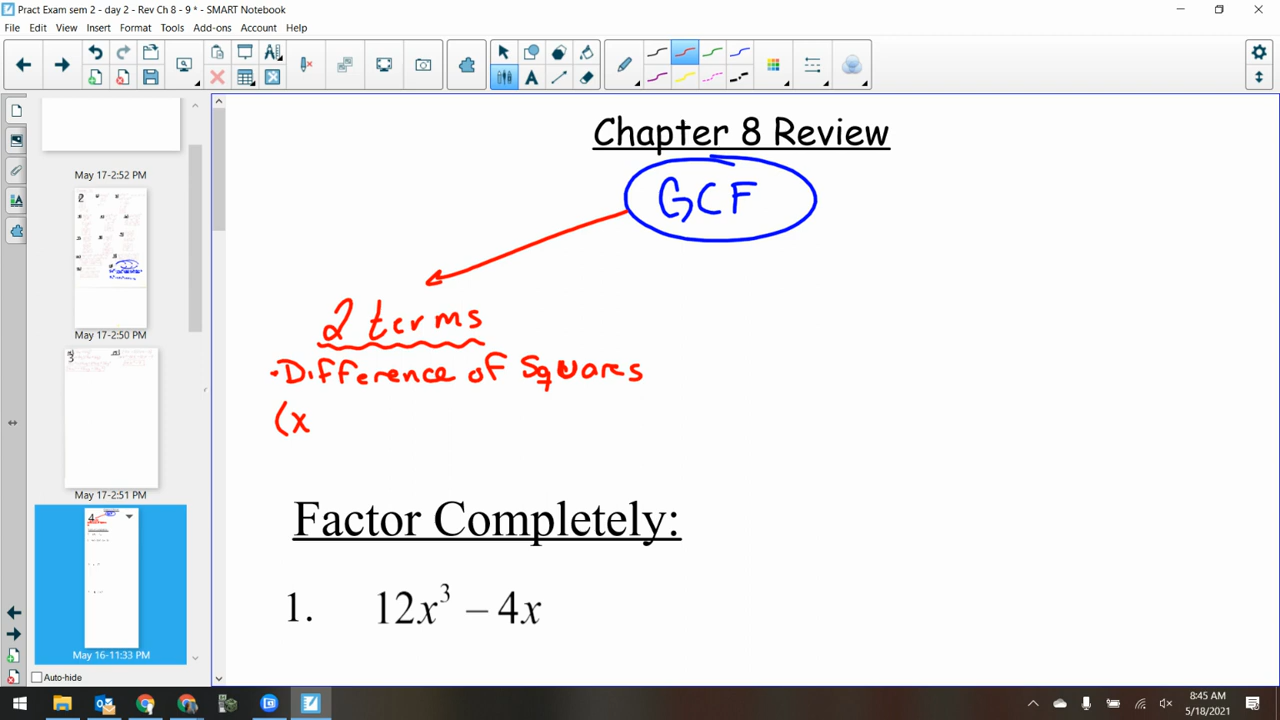 Pract Exam sem 2 - day 2 - Rev Ch 8 - 9 * - SMART Notebook
File Edit View Insert Format Tools Add-ons Account Help
Chapter 8 Review
GCF
2 terms
·Difference of Squares
(x
Factor Completely:
1. 12x³ – 4x
May 17-2:52 PM
2
May 17-2:50 PM
3
May 17-2:51 PM
4
May 16-11:33 PM
Auto-hide
8:45 AM
5/18/2021